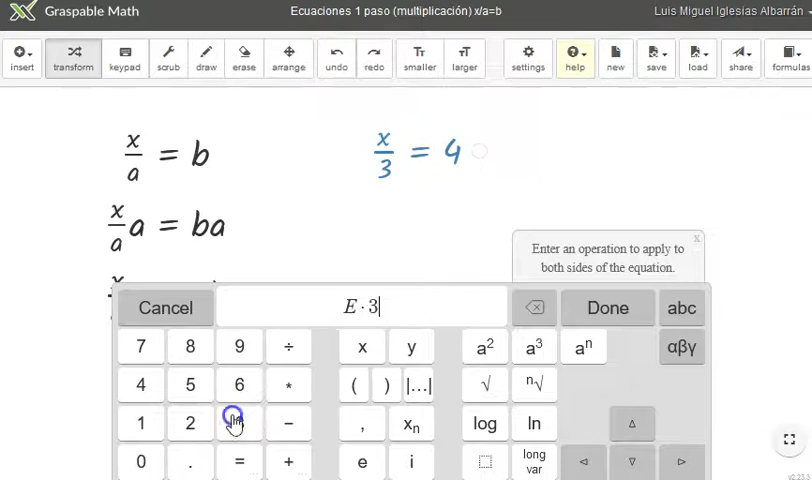 Graspable Math
Ecuaciones 1 paso (multiplicación) x/a=b
Luis Miguel Iglesias Albarrán
insert transform keypad scrub draw erase arrange undo redo smaller larger settings help new save load share formulas
x/a = b
x/3 = 4
x/a a = ba
x
Enter an operation to apply to
both sides of the equation.
Cancel E · 3 Done abc
7 8 9 ÷ x y a² a³ aⁿ αβγ
4 5 6 * ( ) |...| √ ⁿ√
1 2 − , xₙ log ln
0 . = + e i long
var
v2.23.3